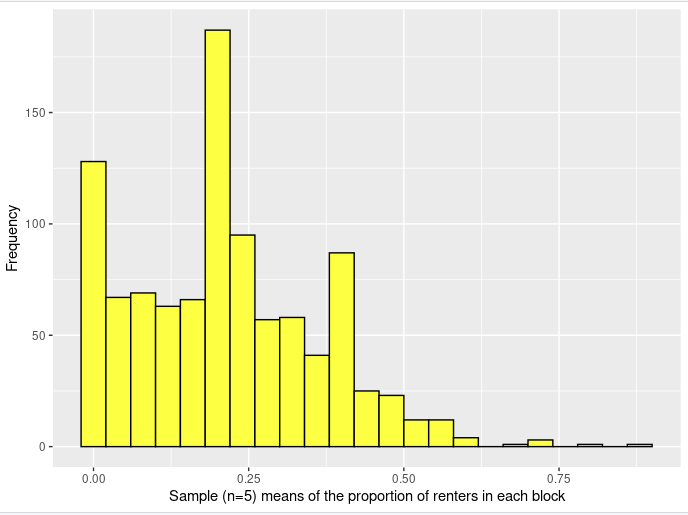 Frequency
150
100
50
0
0.00 0.25 0.50 0.75
Sample (n=5) means of the proportion of renters in each block